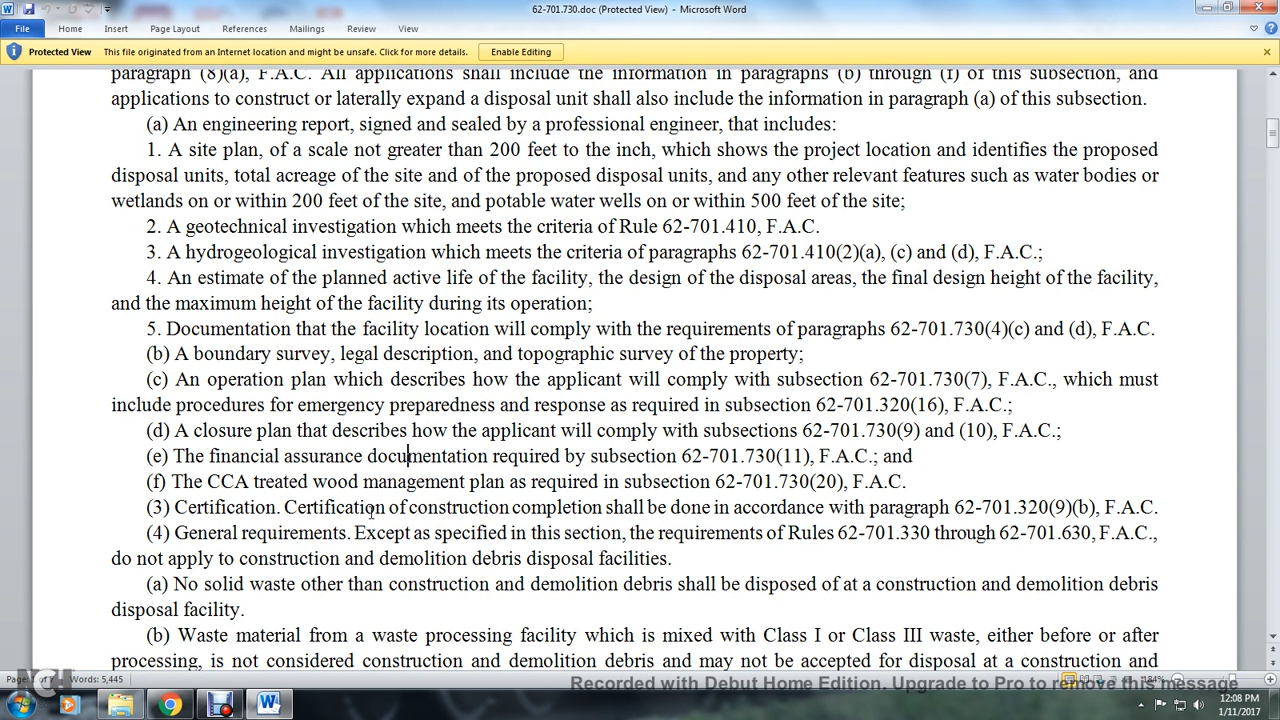 62-701.730.doc (Protected View) - Microsoft Word
File Home Insert Page Layout References Mailings Review View
Protected View This file originated from an Internet location and might be unsafe. Click for more details. Enable Editing
paragraph (8)(a), F.A.C. All applications shall include the information in paragraphs (b) through (f) of this subsection, and
applications to construct or laterally expand a disposal unit shall also include the information in paragraph (a) of this subsection.
(a) An engineering report, signed and sealed by a professional engineer, that includes:
1. A site plan, of a scale not greater than 200 feet to the inch, which shows the project location and identifies the proposed
disposal units, total acreage of the site and of the proposed disposal units, and any other relevant features such as water bodies or
wetlands on or within 200 feet of the site, and potable water wells on or within 500 feet of the site;
2. A geotechnical investigation which meets the criteria of Rule 62-701.410, F.A.C.
3. A hydrogeological investigation which meets the criteria of paragraphs 62-701.410(2)(a), (c) and (d), F.A.C.;
4. An estimate of the planned active life of the facility, the design of the disposal areas, the final design height of the facility,
and the maximum height of the facility during its operation;
5. Documentation that the facility location will comply with the requirements of paragraphs 62-701.730(4)(c) and (d), F.A.C.
(b) A boundary survey, legal description, and topographic survey of the property;
(c) An operation plan which describes how the applicant will comply with subsection 62-701.730(7), F.A.C., which must
include procedures for emergency preparedness and response as required in subsection 62-701.320(16), F.A.C.;
(d) A closure plan that describes how the applicant will comply with subsections 62-701.730(9) and (10), F.A.C.;
(e) The financial assurance documentation required by subsection 62-701.730(11), F.A.C.; and
(f) The CCA treated wood management plan as required in subsection 62-701.730(20), F.A.C.
(3) Certification. Certification of construction completion shall be done in accordance with paragraph 62-701.320(9)(b), F.A.C.
(4) General requirements. Except as specified in this section, the requirements of Rules 62-701.330 through 62-701.630, F.A.C.,
do not apply to construction and demolition debris disposal facilities.
(a) No solid waste other than construction and demolition debris shall be disposed of at a construction and demolition debris
disposal facility.
(b) Waste material from a waste processing facility which is mixed with Class I or Class III waste, either before or after
processing, is not considered construction and demolition debris and may not be accepted for disposal at a construction and
Words: 5,445 184%
Recorded with Debut Home Edition. Upgrade to Pro to remove this message
12:08 PM
1/11/2017